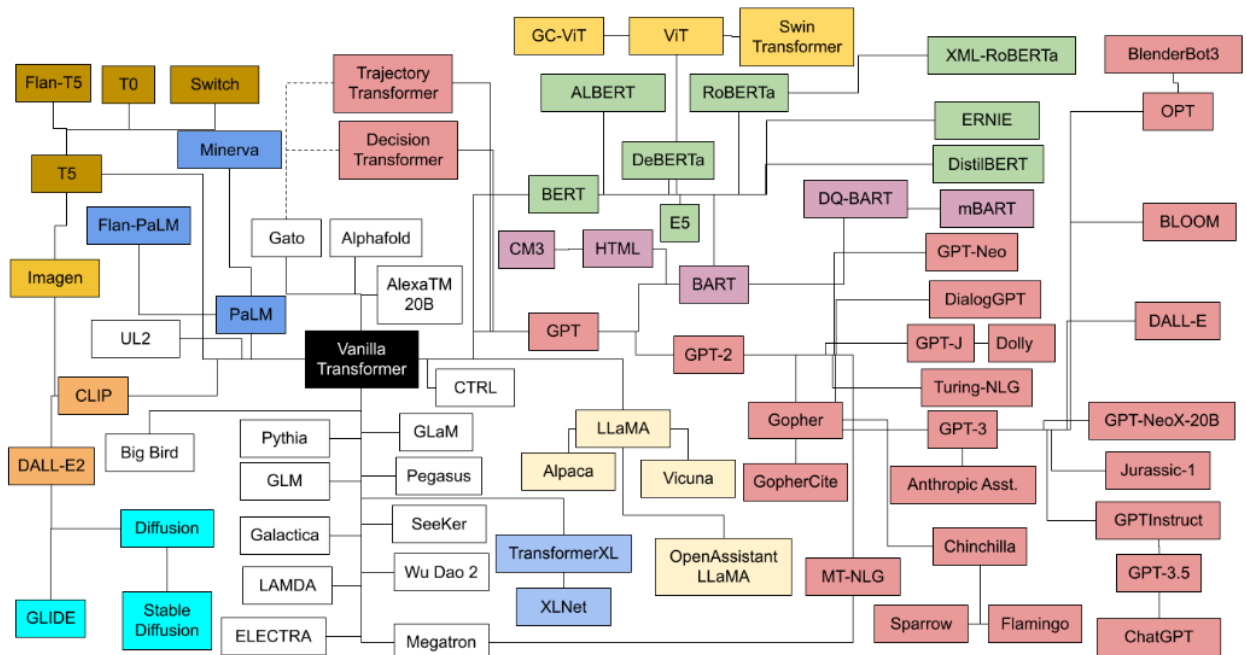 GC-ViT
ViT
Swin
Transformer
XML-RoBERTa
BlenderBot3
Flan-T5
T0
Switch
Trajectory
Transformer
ALBERT
RoBERTa
OPT
ERNIE
Minerva
Decision
Transformer
DeBERTa
DistilBERT
T5
BERT
DQ-BART
mBART
Flan-PaLM
Gato
Alphafold
E5
BLOOM
CM3
HTML
GPT-Neo
Imagen
AlexaTM
20B
BART
DialogGPT
PaLM
UL2
Vanilla
Transformer
GPT
GPT-2
GPT-J
Dolly
DALL-E
CTRL
Turing-NLG
CLIP
Big Bird
Pythia
GLaM
LLaMA
Gopher
GPT-3
GPT-NeoX-20B
DALL-E2
GLM
Pegasus
Alpaca
Vicuna
GopherCite
Anthropic Asst.
Jurassic-1
Diffusion
Galactica
SeeKer
GPTInstruct
TransformerXL
OpenAssistant
LLaMA
Chinchilla
LAMDA
Wu Dao 2
MT-NLG
GPT-3.5
GLIDE
Stable
Diffusion
XLNet
Sparrow
Flamingo
ELECTRA
Megatron
ChatGPT